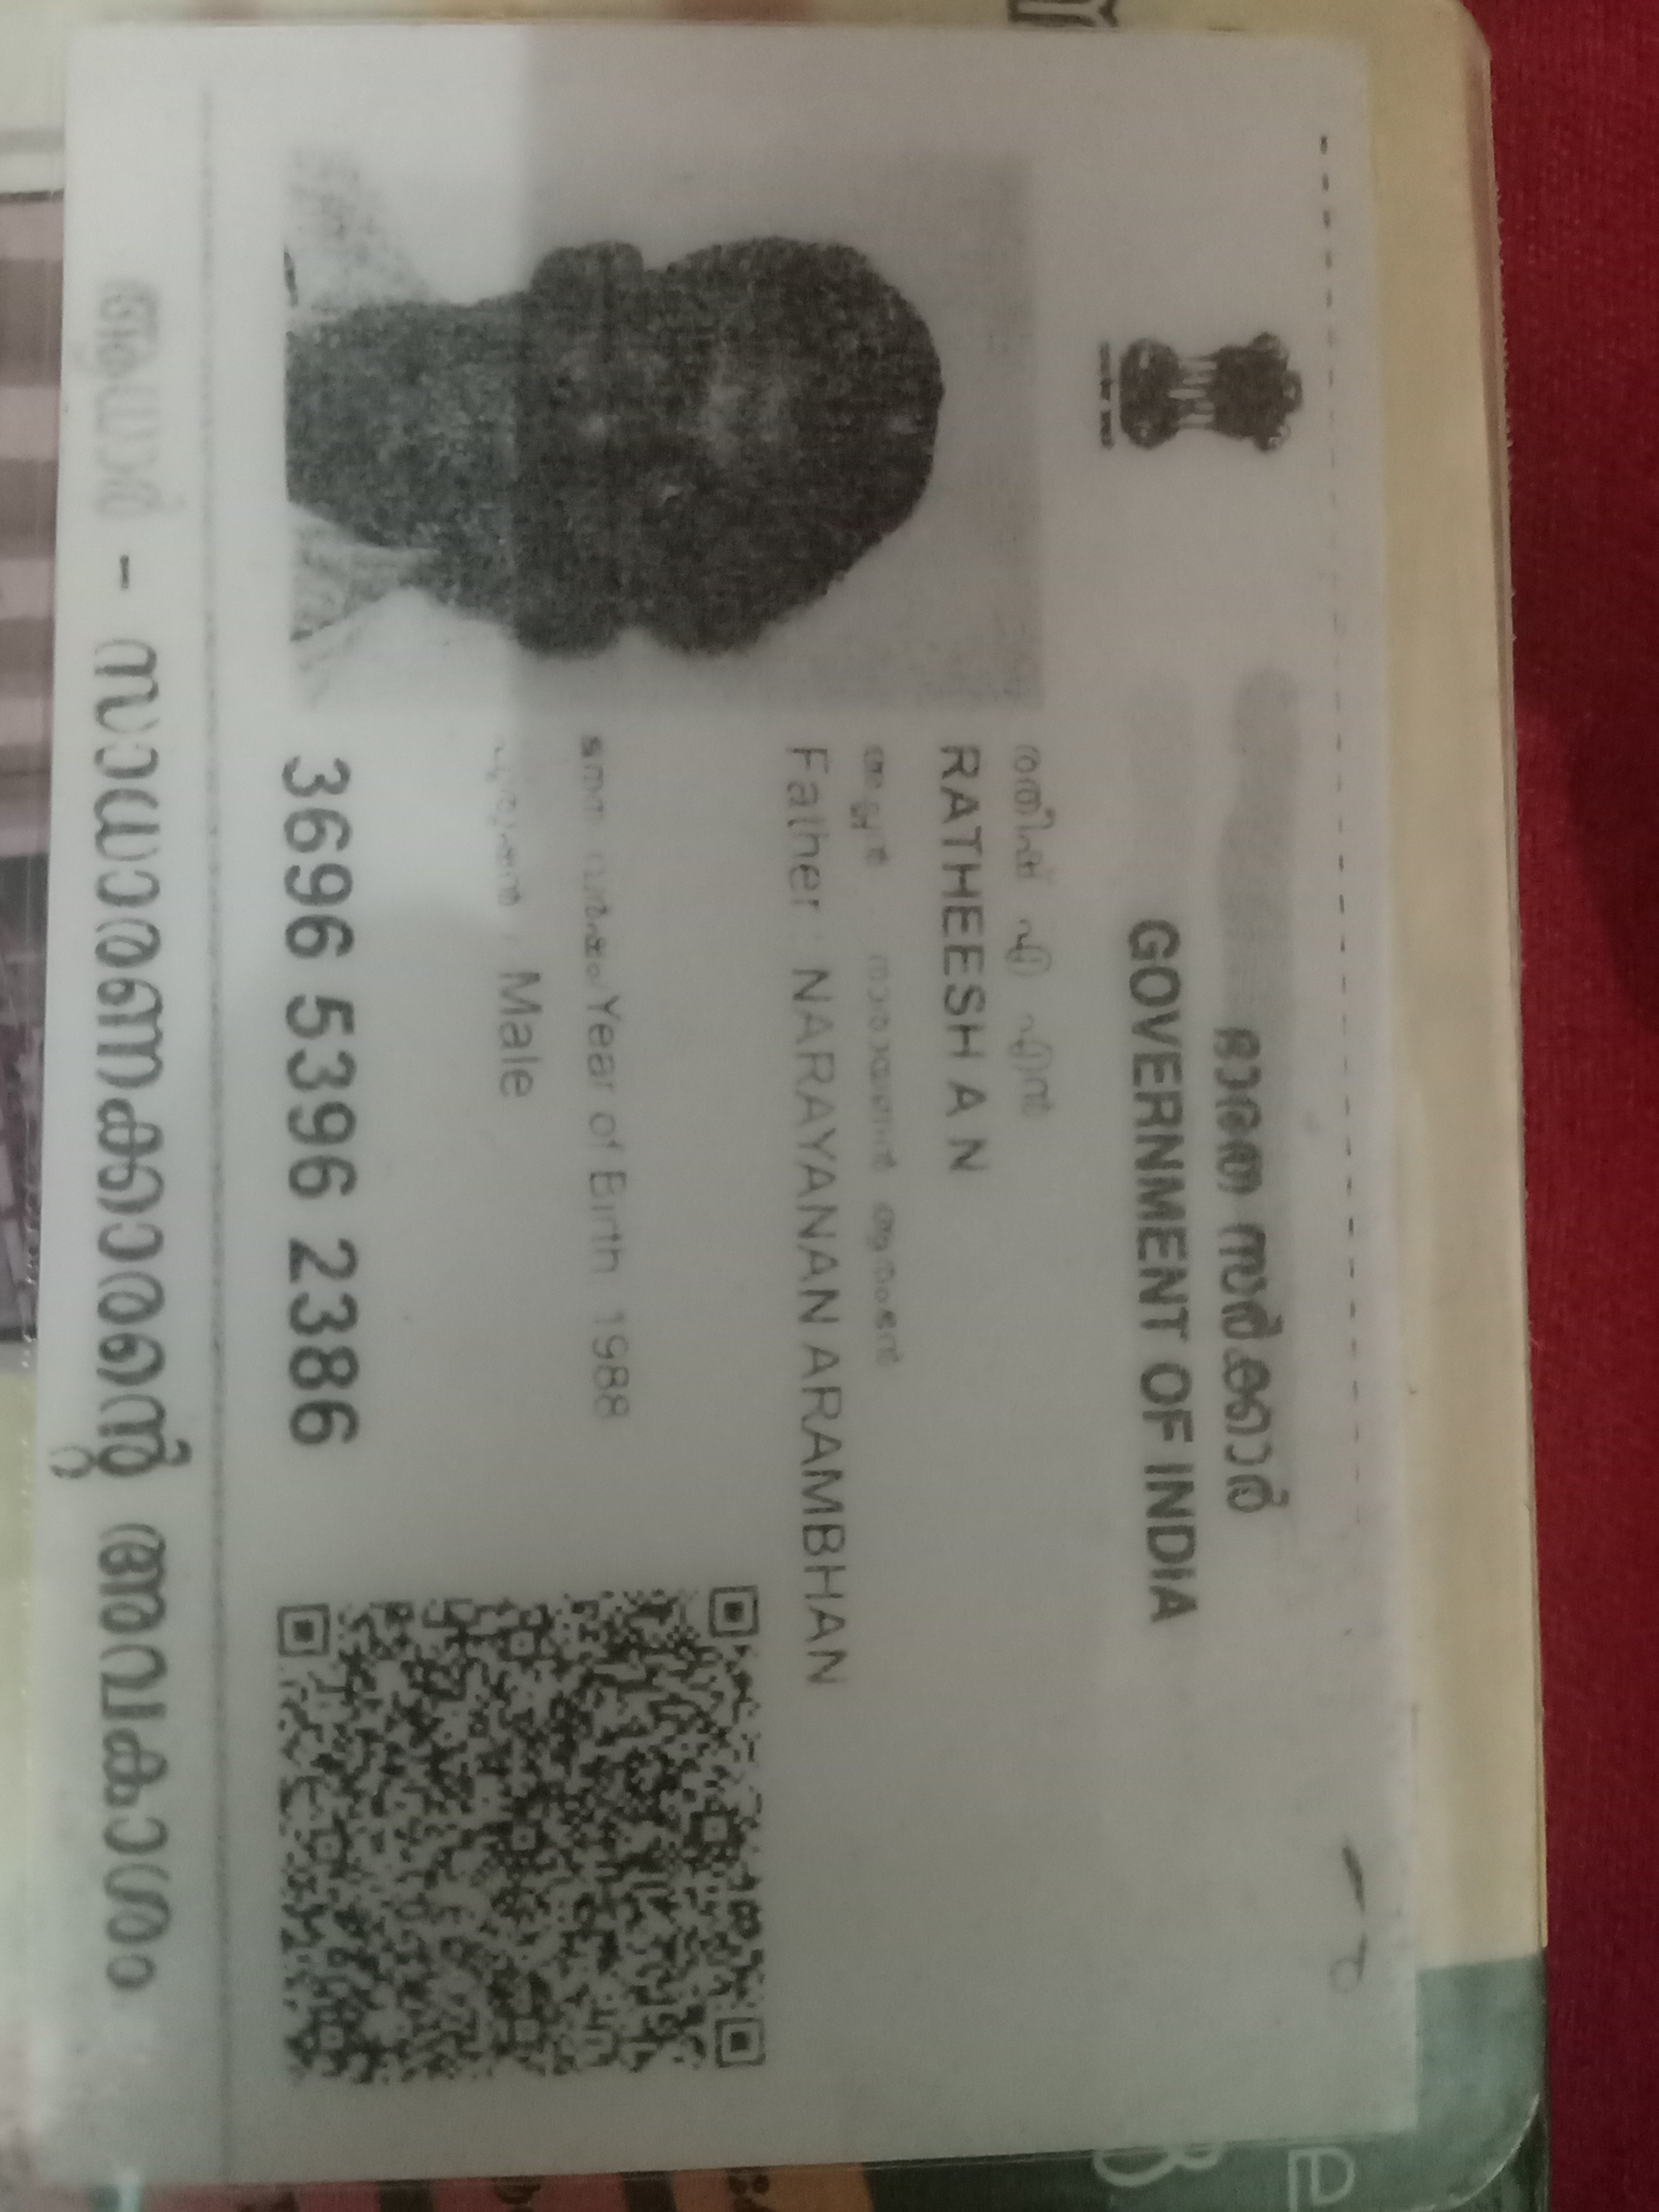 ഭാരത സർക്കാർ
GOVERNMENT OF INDIA
രതീഷ് എ എൻ
RATHEESH A N
അച്ഛൻ : നാരായണൻ ആരംഭൻ
Father : NARAYANAN ARAMBHAN
ജനന വർഷം/Year of Birth 1988
പുരുഷൻ / Male
3696 5396 2386
ആധാർ - സാധാരണക്കാരന്റെ അവകാശം